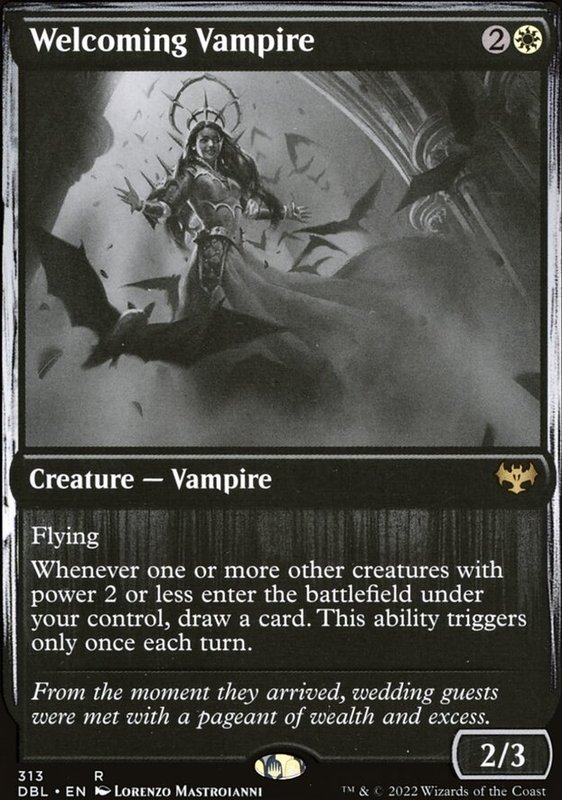 Welcoming Vampire 2
Creature — Vampire
Flying
Whenever one or more other creatures with
power 2 or less enter the battlefield under
your control, draw a card. This ability triggers
only once each turn.
From the moment they arrived, wedding guests
were met with a pageant of wealth and excess.
2/3
313 R
DBL • EN Lorenzo Mastroianni
™ & © 2022 Wizards of the Coast